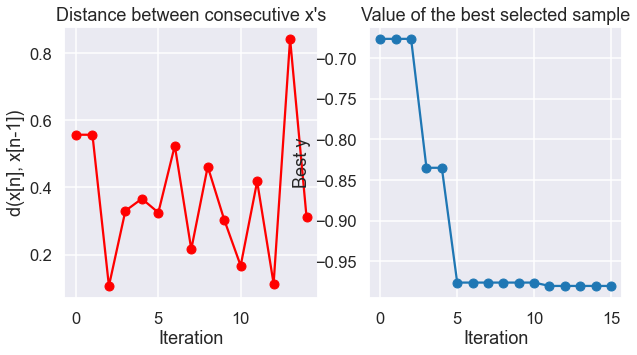 Distance between consecutive x's
d(x[n], x[n-1])
0.8
0.6
0.4
0.2
0
5
10
Iteration
Value of the best selected sample
Best y
−0.70
−0.75
−0.80
−0.85
−0.90
−0.95
0
5
10
15
Iteration